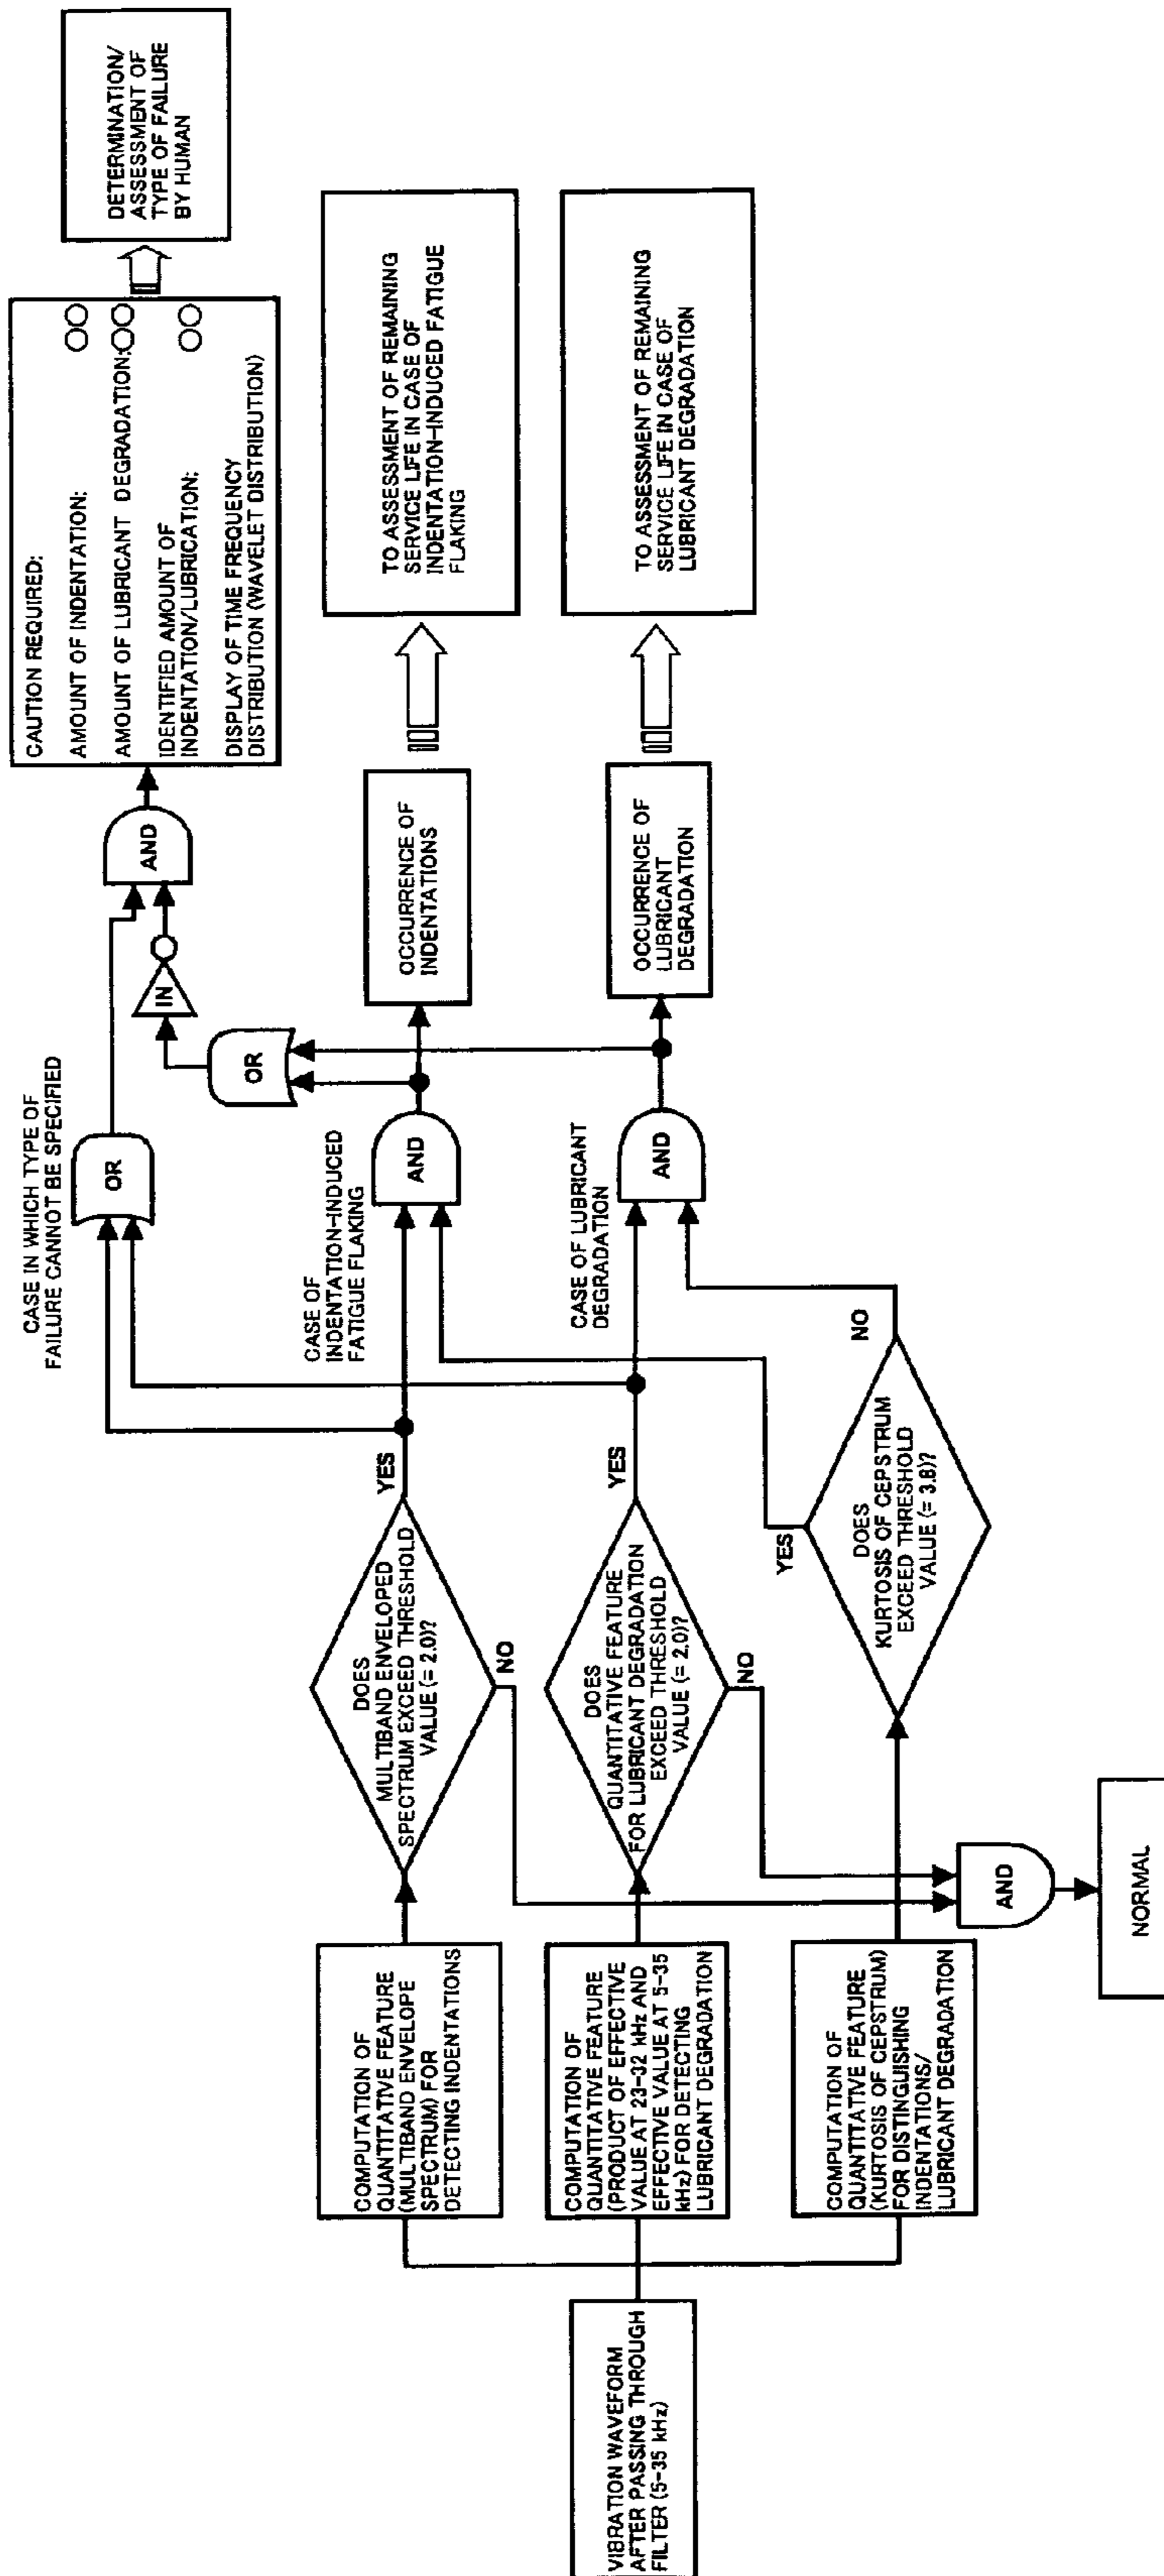 VIBRATION WAVEFORM
AFTER PASSING THROUGH
FILTER (5-35 kHz)
COMPUTATION OF
QUANTITATIVE FEATURE
(MULTIBAND ENVELOPE
SPECTRUM) FOR
DETECTING INDENTATIONS
COMPUTATION OF
QUANTITATIVE FEATURE
(PRODUCT OF EFFECTIVE
VALUE AT 23-32 kHz AND
EFFECTIVE VALUE AT 5-35
kHz) FOR DETECTING
LUBRICANT DEGRADATION
COMPUTATION OF
QUANTITATIVE FEATURE
(KURTOSIS OF CEPSTRUM)
FOR DISTINGUISHING
INDENTATIONS/
LUBRICANT DEGRADATION
DOES
MULTIBAND ENVELOPED
SPECTRUM EXCEED THRESHOLD
VALUE (= 2.0)?
YES
NO
DOES
QUANTITATIVE FEATURE
FOR LUBRICANT DEGRADATION
EXCEED THRESHOLD
VALUE (= 2.0)?
YES
NO
DOES
KURTOSIS OF CEPSTRUM
EXCEED THRESHOLD
VALUE (= 3.8)?
YES
NO
AND
NORMAL
CASE IN WHICH TYPE OF
FAILURE CANNOT BE SPECIFIED
OR
CASE OF
INDENTATION-INDUCED
FATIGUE FLAKING
AND
CASE OF LUBRICANT
DEGRADATION
AND
OR
IN
AND
OCCURRENCE OF
INDENTATIONS
OCCURRENCE OF
LUBRICANT
DEGRADATION
CAUTION REQUIRED:
AMOUNT OF INDENTATION: ○○
AMOUNT OF LUBRICANT DEGRADATION: ○○
IDENTIFIED AMOUNT OF
INDENTATION/LUBRICATION: ○○
DISPLAY OF TIME FREQUENCY
DISTRIBUTION (WAVELET DISTRIBUTION)
DETERMINATION/
ASSESSMENT OF
TYPE OF FAILURE
BY HUMAN
TO ASSESSMENT OF REMAINING
SERVICE LIFE IN CASE OF
INDENTATION-INDUCED FATIGUE
FLAKING
TO ASSESSMENT OF REMAINING
SERVICE LIFE IN CASE OF
LUBRICANT DEGRADATION